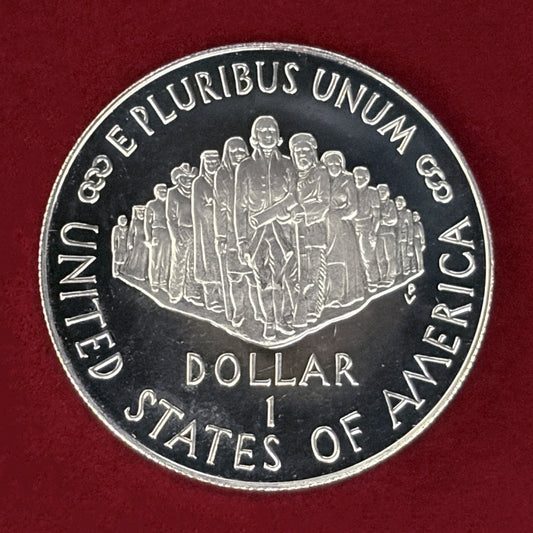 E PLURIBUS UNUM
DOLLAR
1
UNITED STATES OF AMERICA